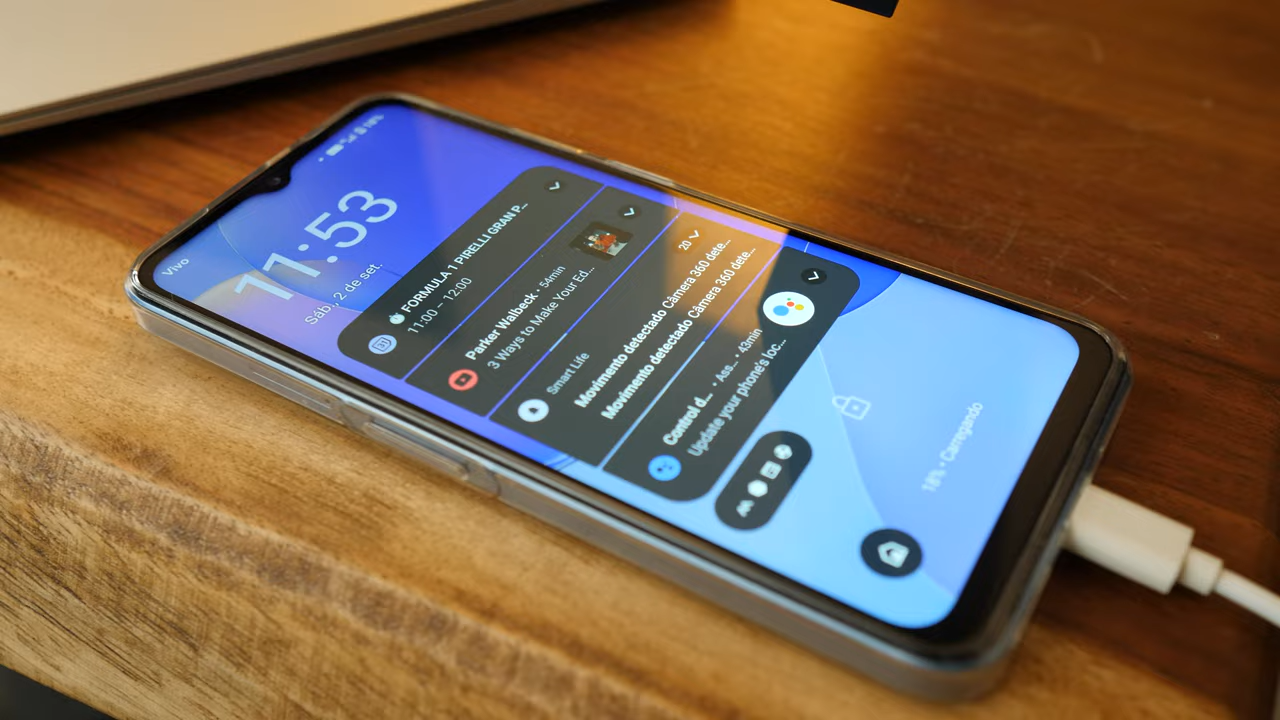 Vivo
18%
11:53
Sáb., 2 de set.
FORMULA 1 PIRELLI GRAN P...
11:00 - 12:00
31
Parker Walbeck • 54min
3 Ways to Make Your Ed...
Smart Life
20
Movimento detectado Câmera 360 dete...
Movimento detectado Câmera 360 dete...
Control d... • Ass... • 43min
Update your phone's loc...
18% • Carregando